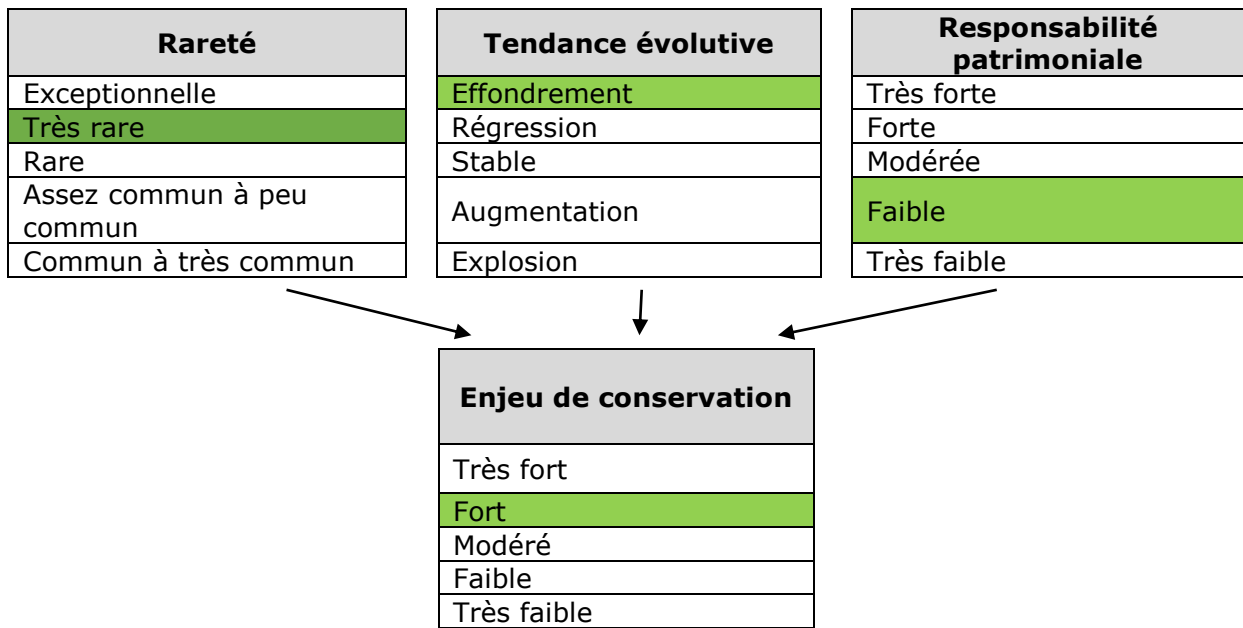 Rareté
Exceptionnelle
Très rare
Rare
Assez commun à peu
commun
Commun à très commun
Tendance évolutive
Effondrement
Régression
Stable
Augmentation
Explosion
Responsabilité
patrimoniale
Très forte
Forte
Modérée
Faible
Très faible
Enjeu de conservation
Très fort
Fort
Modéré
Faible
Très faible